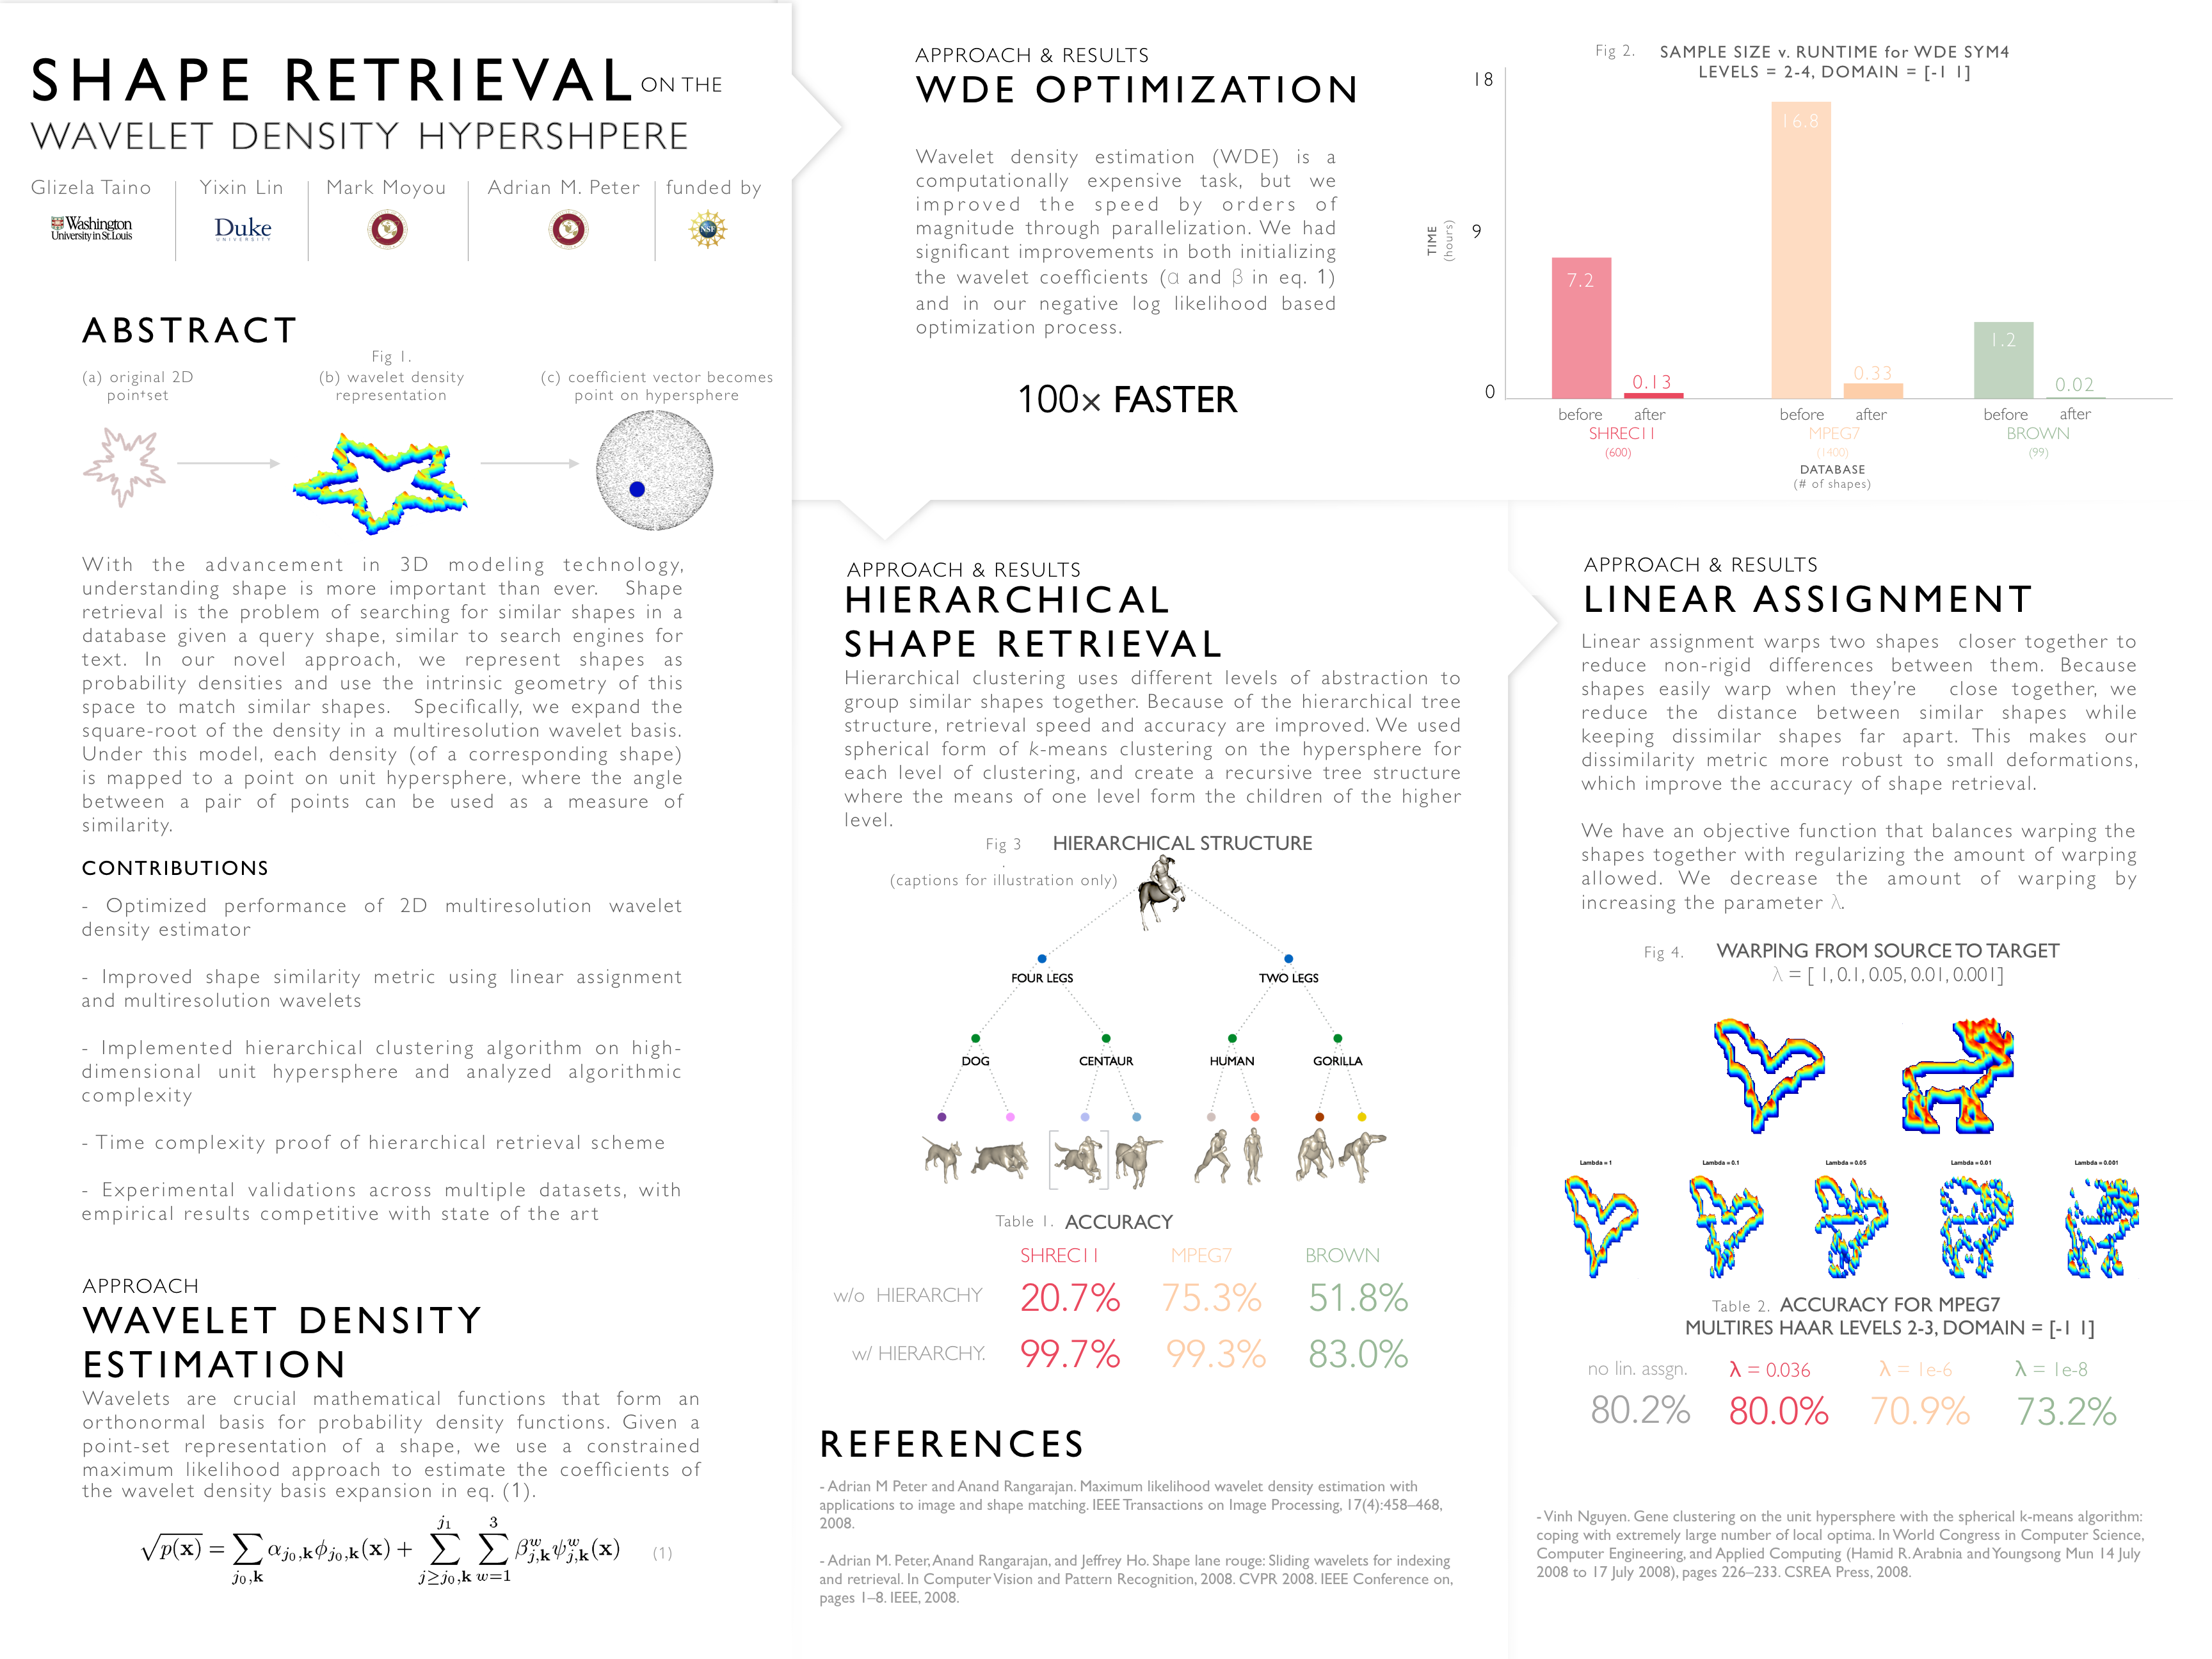 SHAPE RETRIEVAL ON THE
WAVELET DENSITY HYPERSHPERE
Glizela Taino
Yixin Lin
Mark Moyou
Adrian M. Peter
funded by
Washington
University in St. Louis
Duke
UNIVERSITY
NSF
ABSTRACT
Fig 1.
(a) original 2D
pointset
(b) wavelet density
representation
(c) coefficient vector becomes
point on hypersphere
With the advancement in 3D modeling technology,
understanding shape is more important than ever. Shape
retrieval is the problem of searching for similar shapes in a
database given a query shape, similar to search engines for
text. In our novel approach, we represent shapes as
probability densities and use the intrinsic geometry of this
space to match similar shapes. Specifically, we expand the
square-root of the density in a multiresolution wavelet basis.
Under this model, each density (of a corresponding shape)
is mapped to a point on unit hypersphere, where the angle
between a pair of points can be used as a measure of
similarity.
CONTRIBUTIONS
- Optimized performance of 2D multiresolution wavelet
density estimator
- Improved shape similarity metric using linear assignment
and multiresolution wavelets
- Implemented hierarchical clustering algorithm on high-
dimensional unit hypersphere and analyzed algorithmic
complexity
- Time complexity proof of hierarchical retrieval scheme
- Experimental validations across multiple datasets, with
empirical results competitive with state of the art
APPROACH
WAVELET DENSITY
ESTIMATION
Wavelets are crucial mathematical functions that form an
orthonormal basis for probability density functions. Given a
point-set representation of a shape, we use a constrained
maximum likelihood approach to estimate the coefficients of
the wavelet density basis expansion in eq. (1).
√p(x) = ∑_{j₀,k} α_{j₀,k} ϕ_{j₀,k}(x) + ∑_{j≥j₀,k}^{j₁} ∑_{w=1}^{3} β^w_{j,k} ψ^w_{j,k}(x) (1)
APPROACH & RESULTS
WDE OPTIMIZATION
Wavelet density estimation (WDE) is a
computationally expensive task, but we
improved the speed by orders of
magnitude through parallelization. We had
significant improvements in both initializing
the wavelet coefficients (α and β in eq. 1)
and in our negative log likelihood based
optimization process.
100× FASTER
Fig 2. SAMPLE SIZE v. RUNTIME for WDE SYM4
LEVELS = 2-4, DOMAIN = [-1 1]
18
9
0
TIME
(hours)
7.2
0.13
16.8
0.33
1.2
0.02
before after
before after
before after
SHREC11
MPEG7
BROWN
(600)
(1400)
(99)
DATABASE
(# of shapes)
APPROACH & RESULTS
HIERARCHICAL
SHAPE RETRIEVAL
Hierarchical clustering uses different levels of abstraction to
group similar shapes together. Because of the hierarchical tree
structure, retrieval speed and accuracy are improved. We used
spherical form of k-means clustering on the hypersphere for
each level of clustering, and create a recursive tree structure
where the means of one level form the children of the higher
level.
Fig 3
.
HIERARCHICAL STRUCTURE
(captions for illustration only)
FOUR LEGS
TWO LEGS
DOG
CENTAUR
HUMAN
GORILLA
Table 1. ACCURACY
SHREC11 MPEG7 BROWN
w/o HIERARCHY 20.7% 75.3% 51.8%
w/ HIERARCHY. 99.7% 99.3% 83.0%
REFERENCES
- Adrian M Peter and Anand Rangarajan. Maximum likelihood wavelet density estimation with
applications to image and shape matching. IEEE Transactions on Image Processing, 17(4):458–468,
2008.
- Adrian M. Peter, Anand Rangarajan, and Jeffrey Ho. Shape lane rouge: Sliding wavelets for indexing
and retrieval. In Computer Vision and Pattern Recognition, 2008. CVPR 2008. IEEE Conference on,
pages 1–8. IEEE, 2008.
APPROACH & RESULTS
LINEAR ASSIGNMENT
Linear assignment warps two shapes closer together to
reduce non-rigid differences between them. Because
shapes easily warp when they're close together, we
reduce the distance between similar shapes while
keeping dissimilar shapes far apart. This makes our
dissimilarity metric more robust to small deformations,
which improve the accuracy of shape retrieval.
We have an objective function that balances warping the
shapes together with regularizing the amount of warping
allowed. We decrease the amount of warping by
increasing the parameter λ.
Fig 4. WARPING FROM SOURCE TO TARGET
λ = [ 1, 0.1, 0.05, 0.01, 0.001]
Lambda = 1
Lambda = 0.1
Lambda = 0.05
Lambda = 0.01
Lambda = 0.001
Table 2. ACCURACY FOR MPEG7
MULTIRES HAAR LEVELS 2-3, DOMAIN = [-1 1]
no lin. assgn. λ = 0.036 λ = 1e-6 λ = 1e-8
80.2% 80.0% 70.9% 73.2%
- Vinh Nguyen. Gene clustering on the unit hypersphere with the spherical k-means algorithm:
coping with extremely large number of local optima. In World Congress in Computer Science,
Computer Engineering, and Applied Computing (Hamid R. Arabnia and Youngsong Mun 14 July
2008 to 17 July 2008), pages 226–233. CSREA Press, 2008.